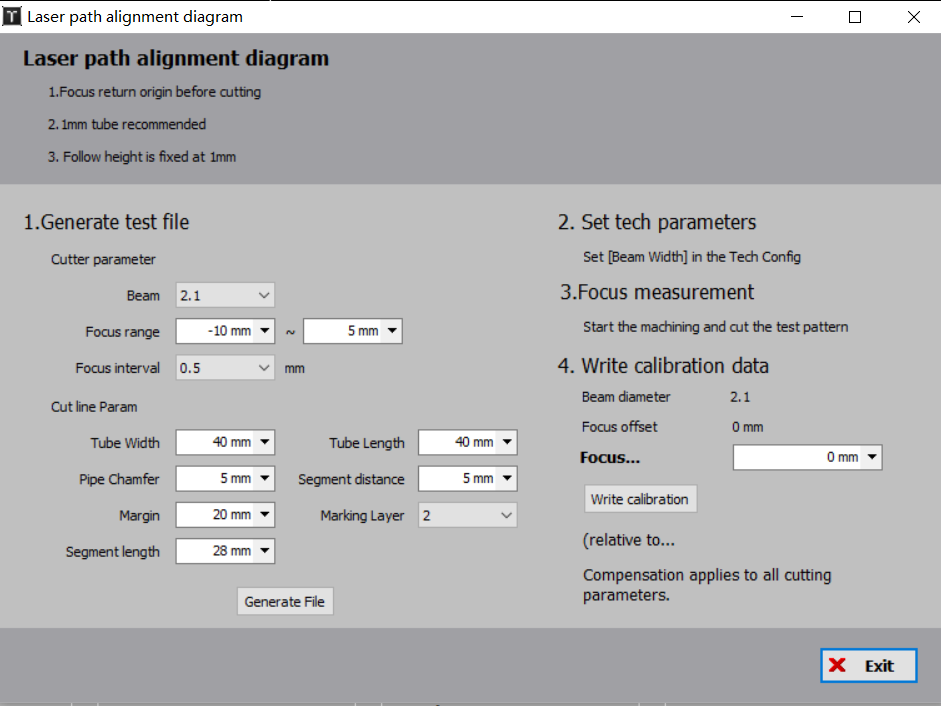 Laser path alignment diagram
Laser path alignment diagram
1.Focus return origin before cutting
2.1mm tube recommended
3. Follow height is fixed at 1mm
1.Generate test file
Cutter parameter
Beam 2.1
Focus range -10 mm ~ 5 mm
Focus interval 0.5 mm
Cut line Param
Tube Width 40 mm Tube Length 40 mm
Pipe Chamfer 5 mm Segment distance 5 mm
Margin 20 mm Marking Layer 2
Segment length 28 mm
Generate File
2. Set tech parameters
Set [Beam Width] in the Tech Config
3.Focus measurement
Start the machining and cut the test pattern
4. Write calibration data
Beam diameter 2.1
Focus offset 0 mm
Focus... 0 mm
Write calibration
(relative to...
Compensation applies to all cutting
parameters.
Exit